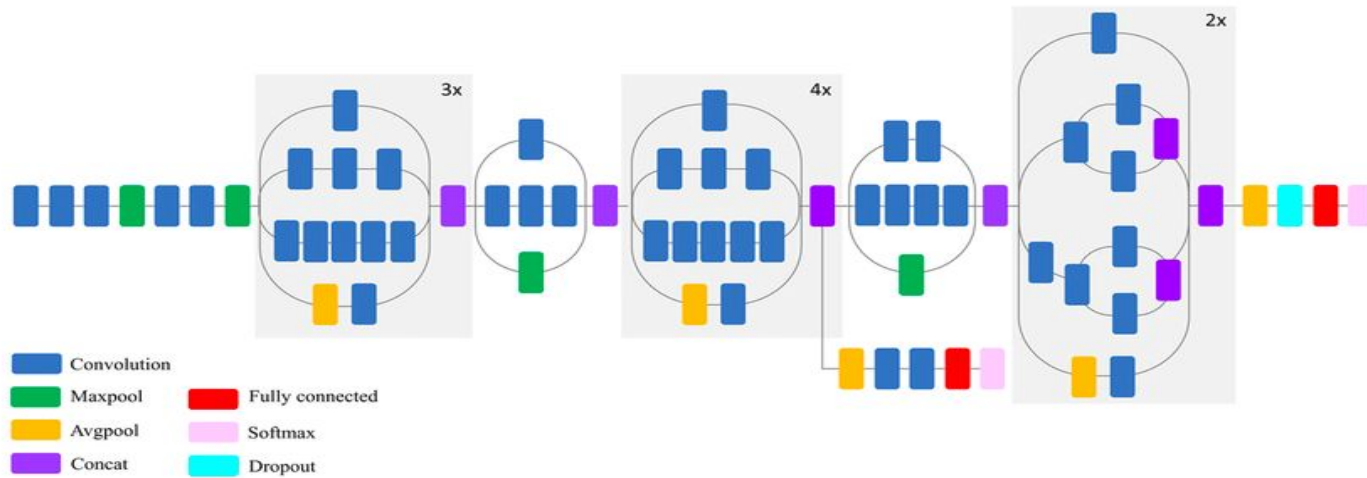 2x
3x
4x
Convolution
Maxpool
Fully connected
Avgpool
Softmax
Concat
Dropout